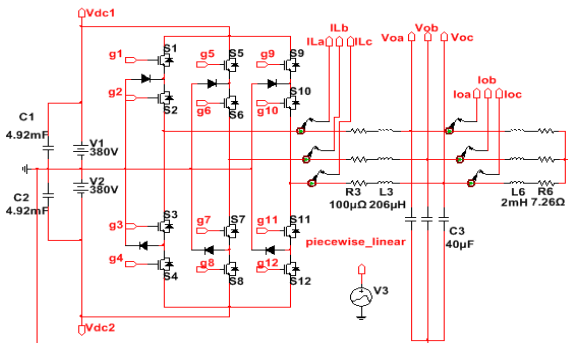 Vdc1
ILb
ILa ILc
Vob
Voa Voc
g1 S1 g5 S5 g9 S9
g2 S2 g6 S6 g10 S10
Iob
Ioa Ioc
C1
4.92mF
V1
380V
V2
380V
C2
4.92mF
R3 L3
100µΩ 206µH
L6 R6
2mH 7.26Ω
g3 S3 g7 S7 g11 S11
g4 S4 g8 S8 g12 S12
piecewise_linear
C3
40µF
V3
Vdc2